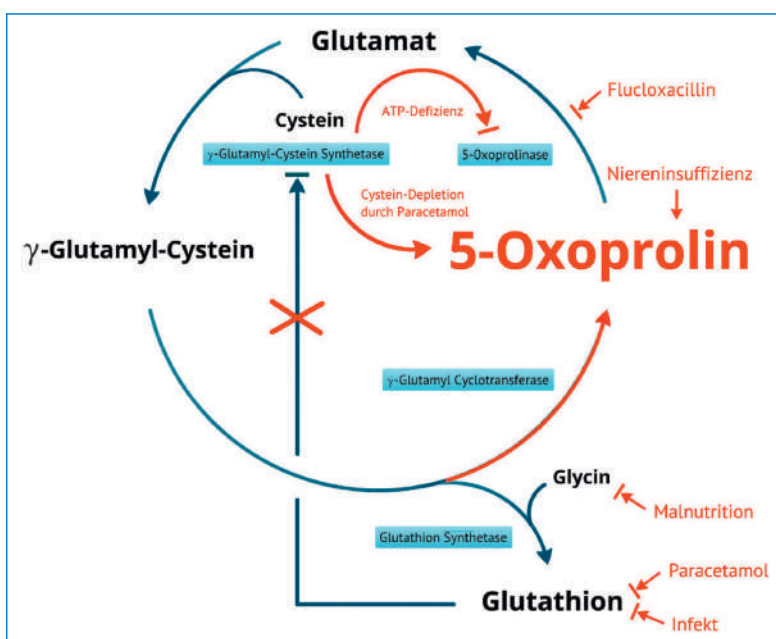 Glutamat
Flucloxacillin
ATP-Defizienz
Cystein
γ-Glutamyl-Cystein Synthetase
5-Oxoprolinase
Niereninsuffizienz
Cystein-Depletion
durch Paracetamol
γ-Glutamyl-Cystein
5-Oxoprolin
γ-Glutamyl Cyclotransferase
Glycin
Malnutrition
Glutathion Synthetase
Paracetamol
Glutathion
Infekt